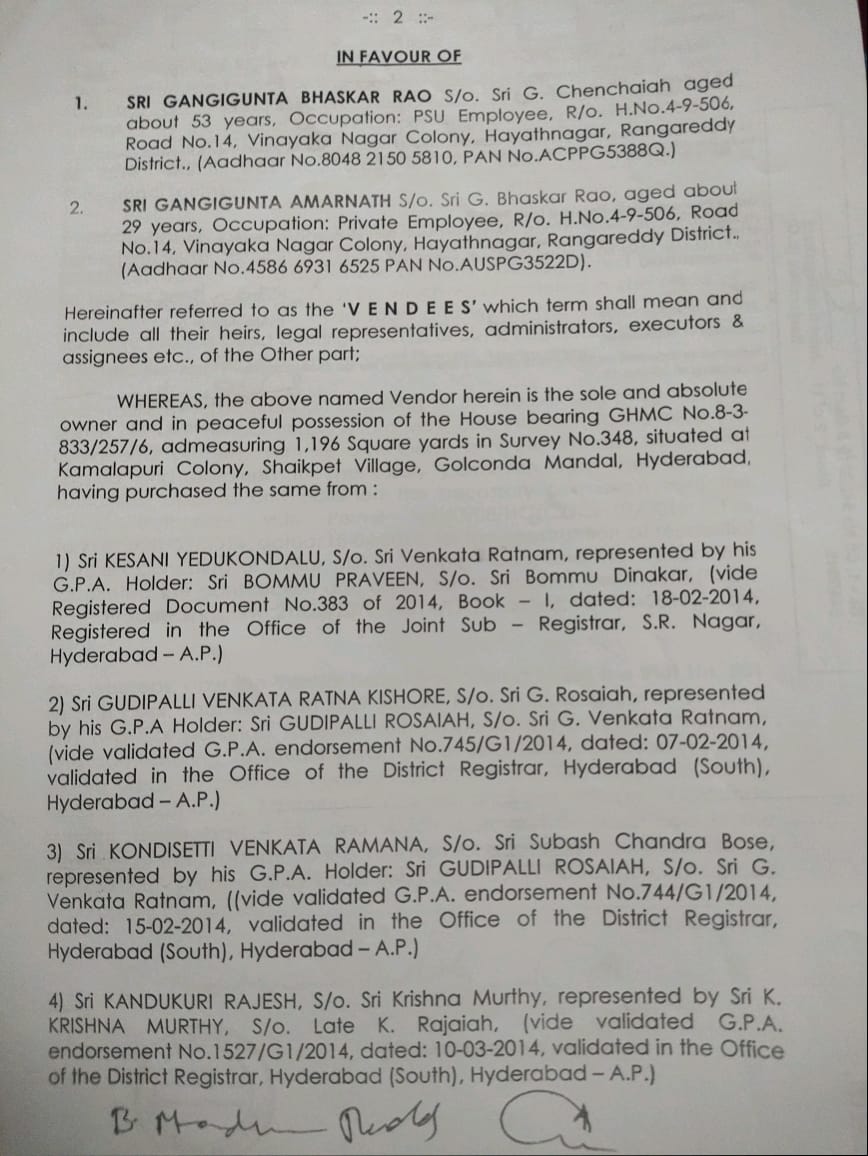 -:: 2 ::-
IN FAVOUR OF
1. SRI GANGIGUNTA BHASKAR RAO S/o. Sri G. Chenchaiah aged
about 53 years, Occupation: PSU Employee, R/o. H.No.4-9-506,
Road No.14, Vinayaka Nagar Colony, Hayathnagar, Rangareddy
District., (Aadhaar No.8048 2150 5810, PAN No.ACPPG5388Q.)
2. SRI GANGIGUNTA AMARNATH S/o. Sri G. Bhaskar Rao, aged about
29 years, Occupation: Private Employee, R/o. H.No.4-9-506, Road
No.14, Vinayaka Nagar Colony, Hayathnagar, Rangareddy District.,
(Aadhaar No.4586 6931 6525 PAN No.AUSPG3522D).
Hereinafter referred to as the 'V E N D E E S' which term shall mean and
include all their heirs, legal representatives, administrators, executors &
assignees etc., of the Other part;
WHEREAS, the above named Vendor herein is the sole and absolute
owner and in peaceful possession of the House bearing GHMC No.8-3-
833/257/6, admeasuring 1,196 Square yards in Survey No.348, situated at
Kamalapuri Colony, Shaikpet Village, Golconda Mandal, Hyderabad,
having purchased the same from :
1) Sri KESANI YEDUKONDALU, S/o. Sri Venkata Ratnam, represented by his
G.P.A. Holder: Sri BOMMU PRAVEEN, S/o. Sri Bommu Dinakar, (vide
Registered Document No.383 of 2014, Book – I, dated: 18-02-2014,
Registered in the Office of the Joint Sub – Registrar, S.R. Nagar,
Hyderabad – A.P.)
2) Sri GUDIPALLI VENKATA RATNA KISHORE, S/o. Sri G. Rosaiah, represented
by his G.P.A Holder: Sri GUDIPALLI ROSAIAH, S/o. Sri G. Venkata Ratnam,
(vide validated G.P.A. endorsement No.745/G1/2014, dated: 07-02-2014,
validated in the Office of the District Registrar, Hyderabad (South),
Hyderabad – A.P.)
3) Sri KONDISETTI VENKATA RAMANA, S/o. Sri Subash Chandra Bose,
represented by his G.P.A. Holder: Sri GUDIPALLI ROSAIAH, S/o. Sri G.
Venkata Ratnam, ((vide validated G.P.A. endorsement No.744/G1/2014,
dated: 15-02-2014, validated in the Office of the District Registrar,
Hyderabad (South), Hyderabad – A.P.)
4) Sri KANDUKURI RAJESH, S/o. Sri Krishna Murthy, represented by Sri K.
KRISHNA MURTHY, S/o. Late K. Rajaiah, (vide validated G.P.A.
endorsement No.1527/G1/2014, dated: 10-03-2014, validated in the Office
of the District Registrar, Hyderabad (South), Hyderabad – A.P.)